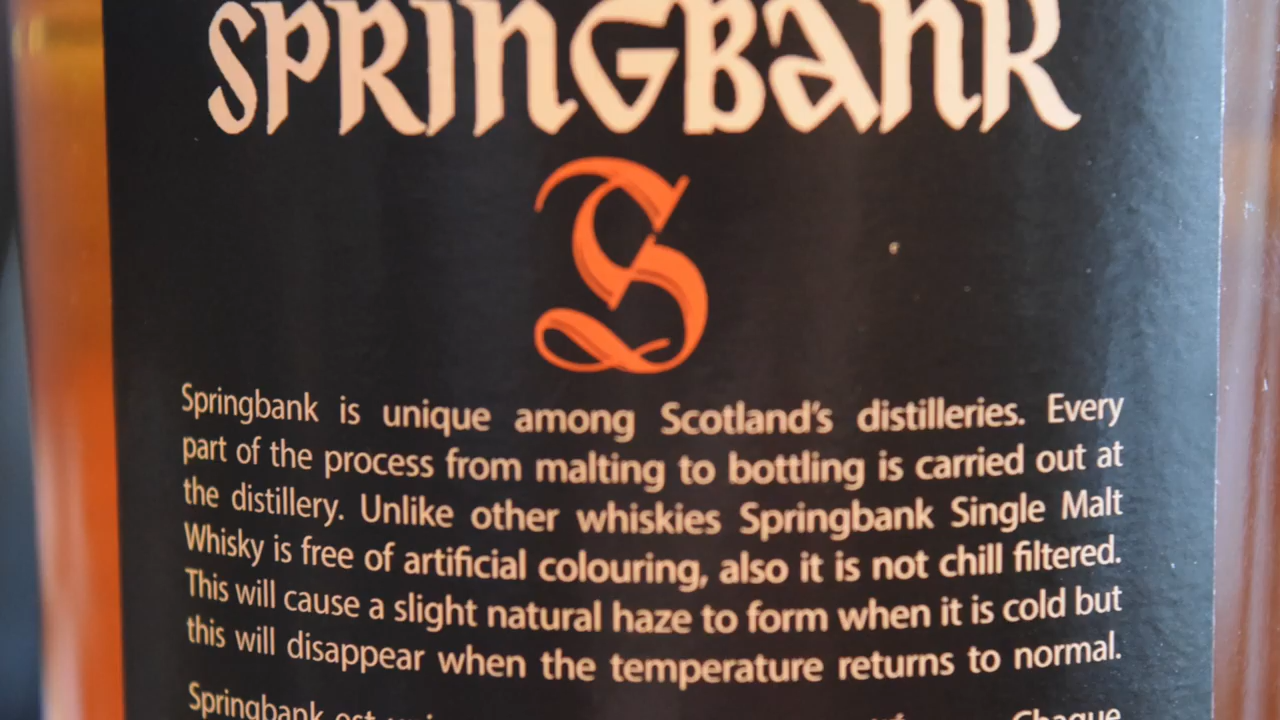 SPRINGBANK
S
Springbank is unique among Scotland's distilleries. Every
part of the process from malting to bottling is carried out at
the distillery. Unlike other whiskies Springbank Single Malt
Whisky is free of artificial colouring, also it is not chill filtered.
This will cause a slight natural haze to form when it is cold but
this will disappear when the temperature returns to normal.
Springbank est Chaque